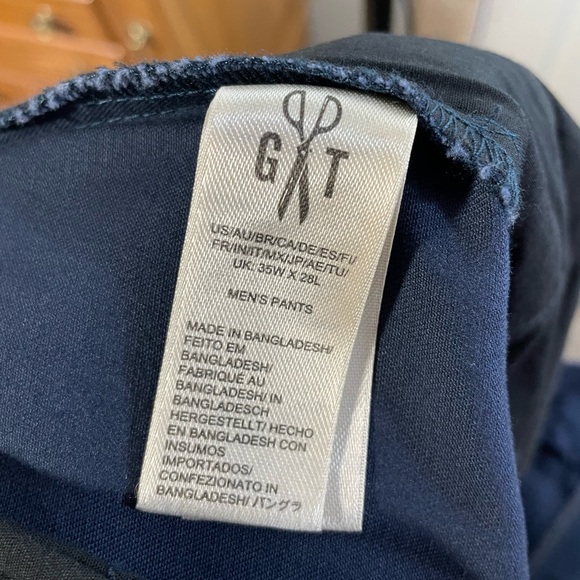 G T
US/AU/BR/CA/DE/ES/FI/
FR/IN/IT/MX/JP/AE/TU/
UK: 35W X 28L
MEN'S PANTS
MADE IN BANGLADESH/
FEITO EM
BANGLADESH/
FABRIQUÉ AU
BANGLADESH/ IN
BANGLADESCH
HERGESTELLT/ HECHO
EN BANGLADESH CON
INSUMOS
IMPORTADOS/
CONFEZIONATO IN
BANGLADESH/ バングラ